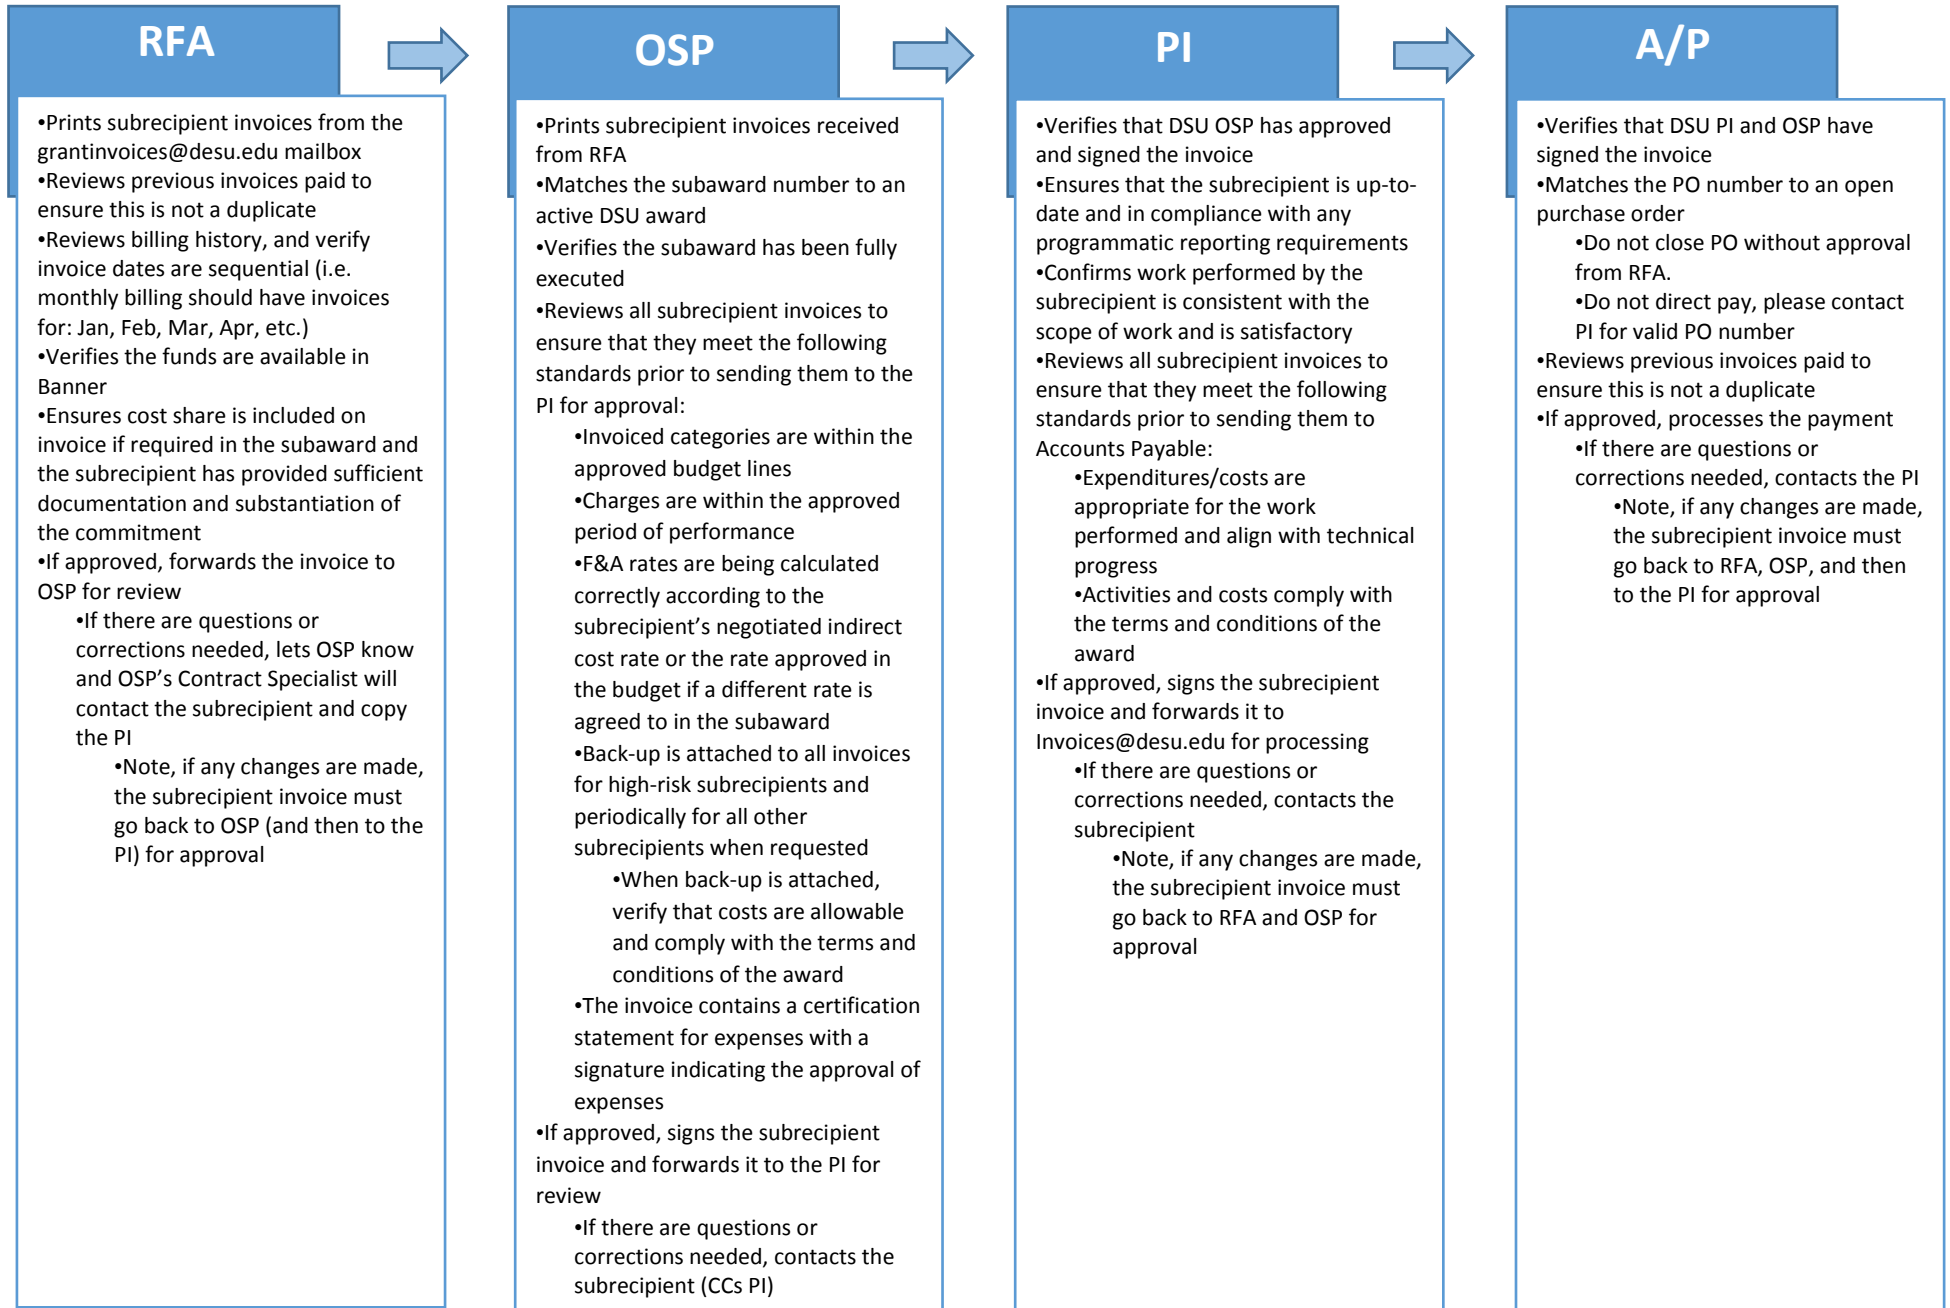 RFA
•Prints subrecipient invoices from the
grantinvoices@desu.edu mailbox
•Reviews previous invoices paid to
ensure this is not a duplicate
•Reviews billing history, and verify
invoice dates are sequential (i.e.
monthly billing should have invoices
for: Jan, Feb, Mar, Apr, etc.)
•Verifies the funds are available in
Banner
•Ensures cost share is included on
invoice if required in the subaward and
the subrecipient has provided sufficient
documentation and substantiation of
the commitment
•If approved, forwards the invoice to
OSP for review
•If there are questions or
corrections needed, lets OSP know
and OSP’s Contract Specialist will
contact the subrecipient and copy
the PI
•Note, if any changes are made,
the subrecipient invoice must
go back to OSP (and then to the
PI) for approval
OSP
•Prints subrecipient invoices received
from RFA
•Matches the subaward number to an
active DSU award
•Verifies the subaward has been fully
executed
•Reviews all subrecipient invoices to
ensure that they meet the following
standards prior to sending them to the
PI for approval:
•Invoiced categories are within the
approved budget lines
•Charges are within the approved
period of performance
•F&A rates are being calculated
correctly according to the
subrecipient’s negotiated indirect
cost rate or the rate approved in
the budget if a different rate is
agreed to in the subaward
•Back-up is attached to all invoices
for high-risk subrecipients and
periodically for all other
subrecipients when requested
•When back-up is attached,
verify that costs are allowable
and comply with the terms and
conditions of the award
•The invoice contains a certification
statement for expenses with a
signature indicating the approval of
expenses
•If approved, signs the subrecipient
invoice and forwards it to the PI for
review
•If there are questions or
corrections needed, contacts the
subrecipient (CCs PI)
PI
•Verifies that DSU OSP has approved
and signed the invoice
•Ensures that the subrecipient is up-to-
date and in compliance with any
programmatic reporting requirements
•Confirms work performed by the
subrecipient is consistent with the
scope of work and is satisfactory
•Reviews all subrecipient invoices to
ensure that they meet the following
standards prior to sending them to
Accounts Payable:
•Expenditures/costs are
appropriate for the work
performed and align with technical
progress
•Activities and costs comply with
the terms and conditions of the
award
•If approved, signs the subrecipient
invoice and forwards it to
Invoices@desu.edu for processing
•If there are questions or
corrections needed, contacts the
subrecipient
•Note, if any changes are made,
the subrecipient invoice must
go back to RFA and OSP for
approval
A/P
•Verifies that DSU PI and OSP have
signed the invoice
•Matches the PO number to an open
purchase order
•Do not close PO without approval
from RFA.
•Do not direct pay, please contact
PI for valid PO number
•Reviews previous invoices paid to
ensure this is not a duplicate
•If approved, processes the payment
•If there are questions or
corrections needed, contacts the PI
•Note, if any changes are made,
the subrecipient invoice must
go back to RFA, OSP, and then
to the PI for approval